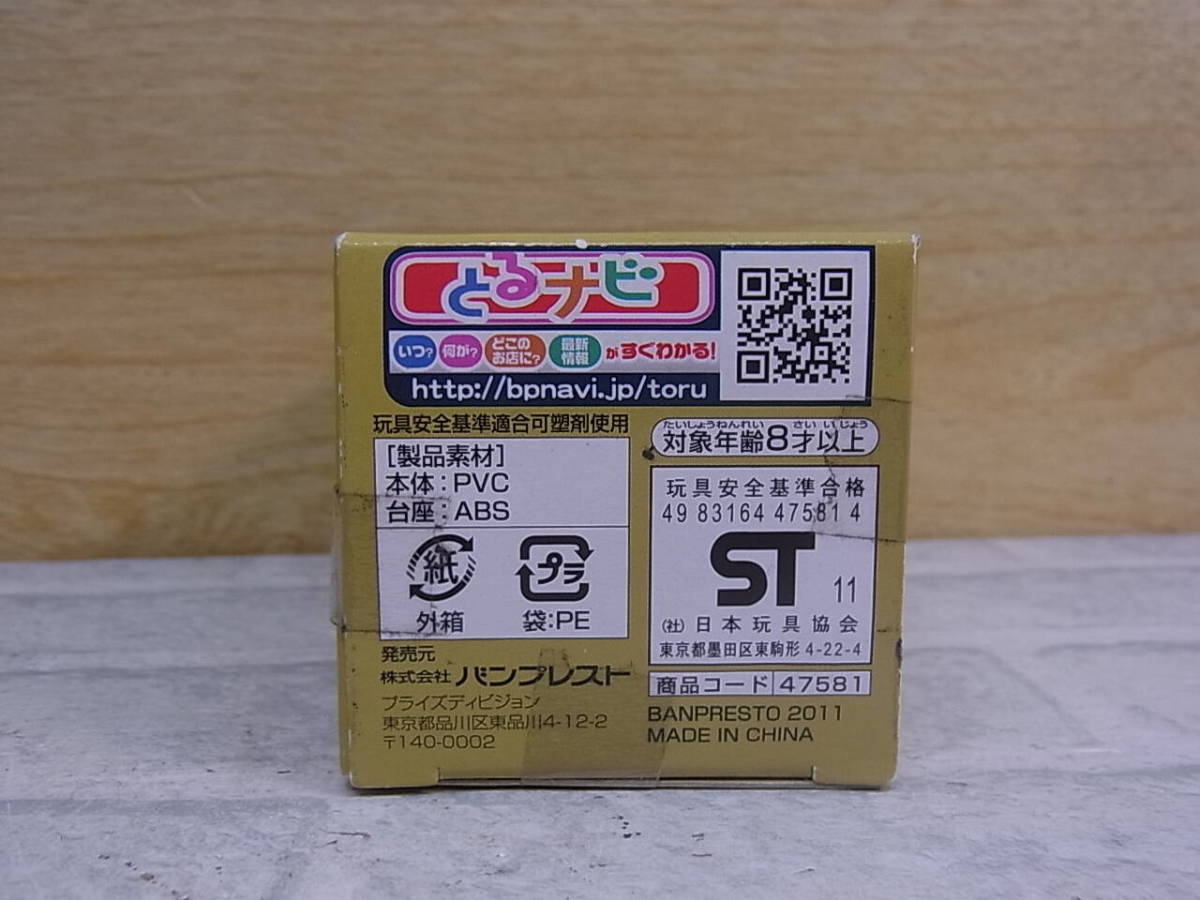 とるナビ
いつ? 何が? どこのお店に? 最新情報 がすぐわかる!
http://bpnavi.jp/toru
玩具安全基準適合可塑剤使用
[製品素材]
本体:PVC
台座:ABS
紙
外箱
プラ
袋:PE
発売元
株式会社 バンプレスト
プライズディビジョン
東京都品川区東品川4-12-2
〒140-0002
たいしょうねんれい さい いじょう
対象年齢8才以上
玩具安全基準合格
49 83164 47581 4
ST 11
(社)日本玩具協会
東京都墨田区東駒形 4-22-4
商品コード 47581
BANPRESTO 2011
MADE IN CHINA